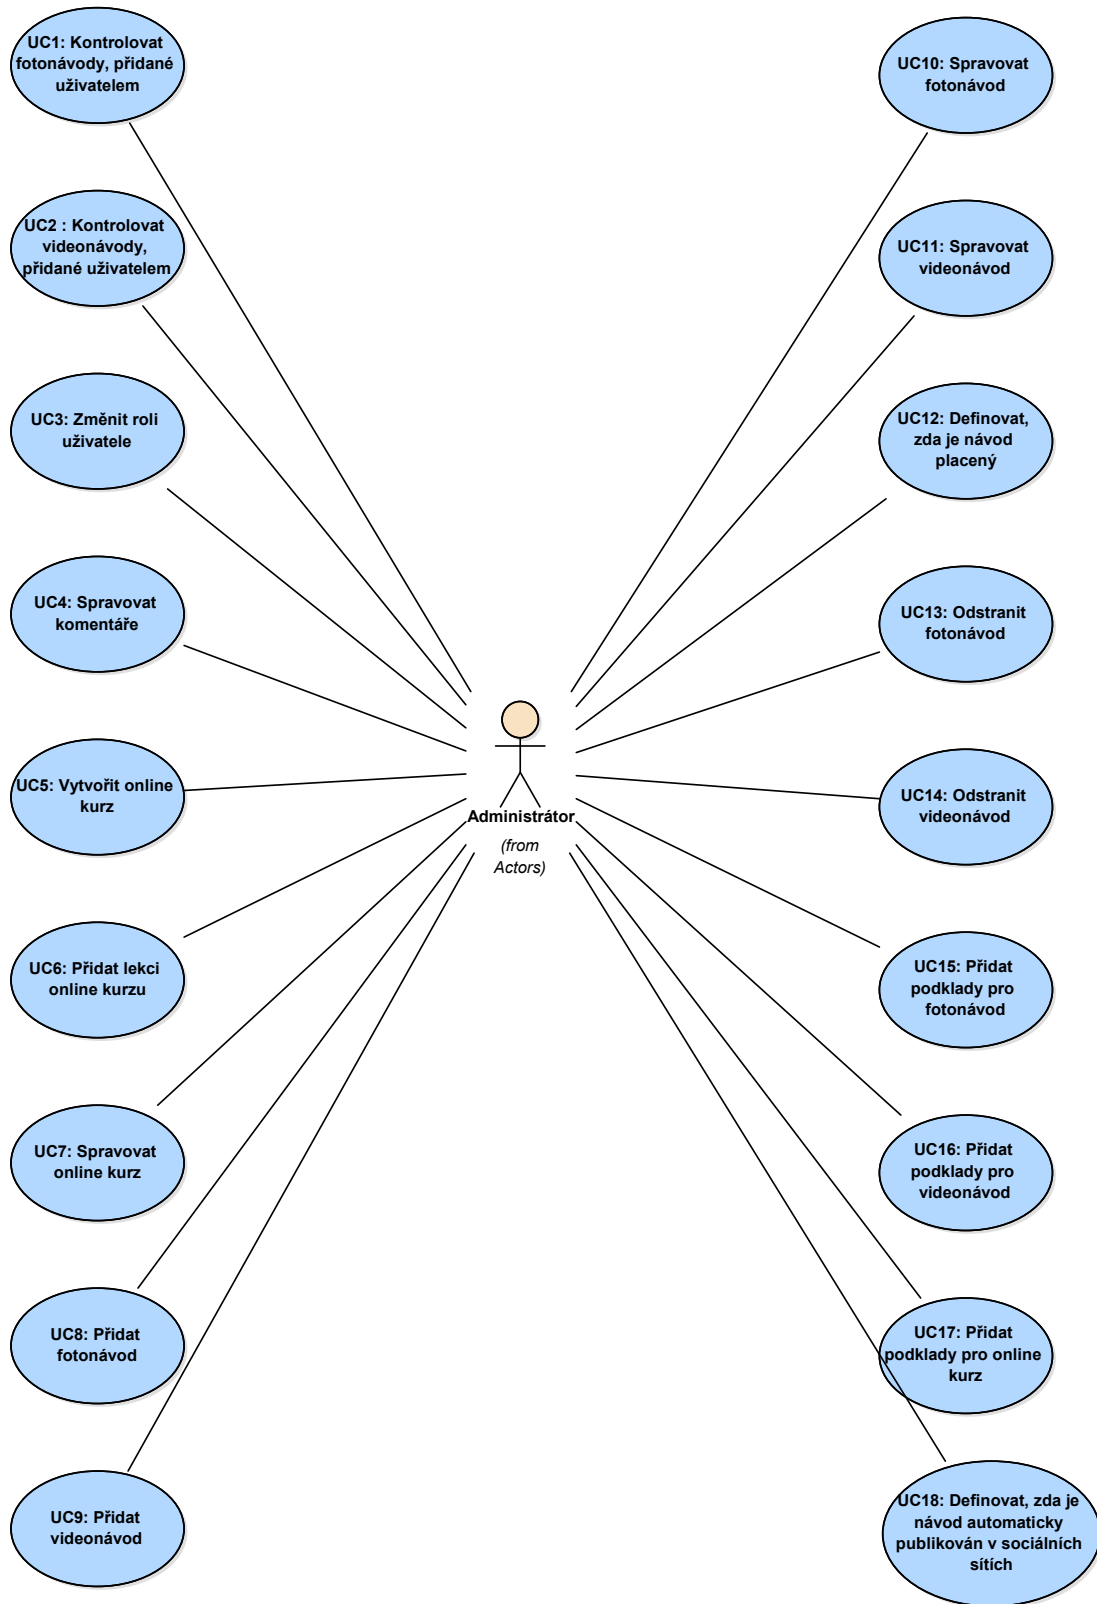 UC1: Kontrolovat
fotonávody, přidané
uživatelem
UC2 : Kontrolovat
videonávody,
přidané uživatelem
UC3: Změnit roli
uživatele
UC4: Spravovat
komentáře
UC5: Vytvořit online
kurz
UC6: Přidat lekci
online kurzu
UC7: Spravovat
online kurz
UC8: Přidat
fotonávod
UC9: Přidat
videonávod
Administrátor
(from
Actors)
UC10: Spravovat
fotonávod
UC11: Spravovat
videonávod
UC12: Definovat,
zda je návod
placený
UC13: Odstranit
fotonávod
UC14: Odstranit
videonávod
UC15: Přidat
podklady pro
fotonávod
UC16: Přidat
podklady pro
videonávod
UC17: Přidat
podklady pro online
kurz
UC18: Definovat, zda je
návod automaticky
publikován v sociálních
sítích